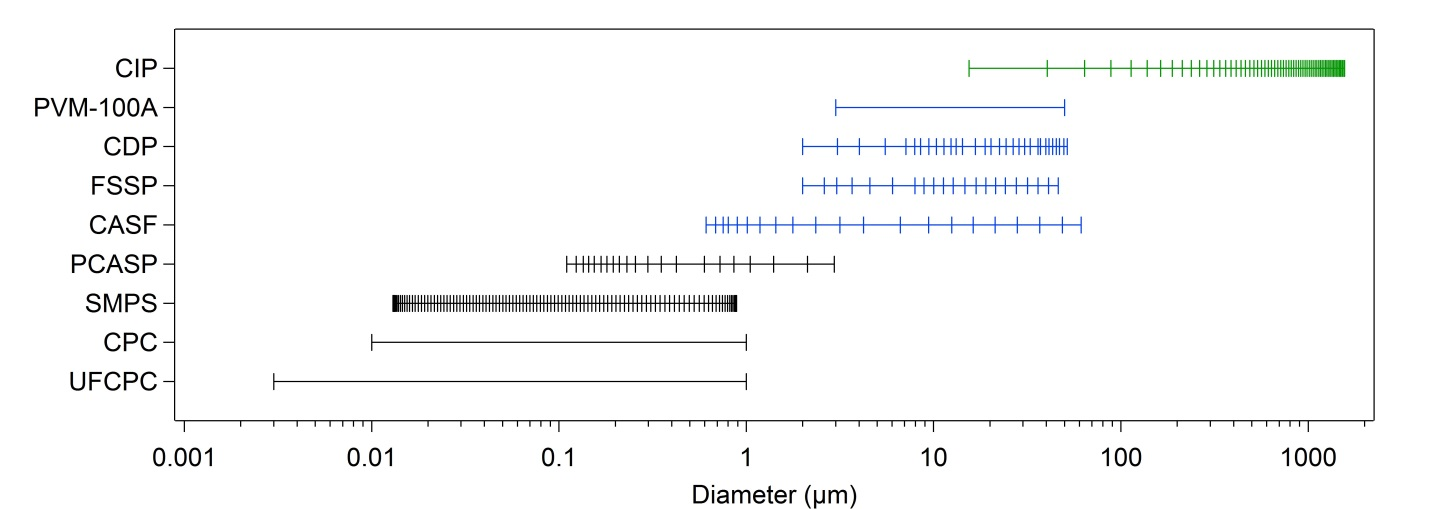 CIP
PVM-100A
CDP
FSSP
CASF
PCASP
SMPS
CPC
UFCPC
0.001 0.01 0.1 1 10 100 1000
Diameter (µm)